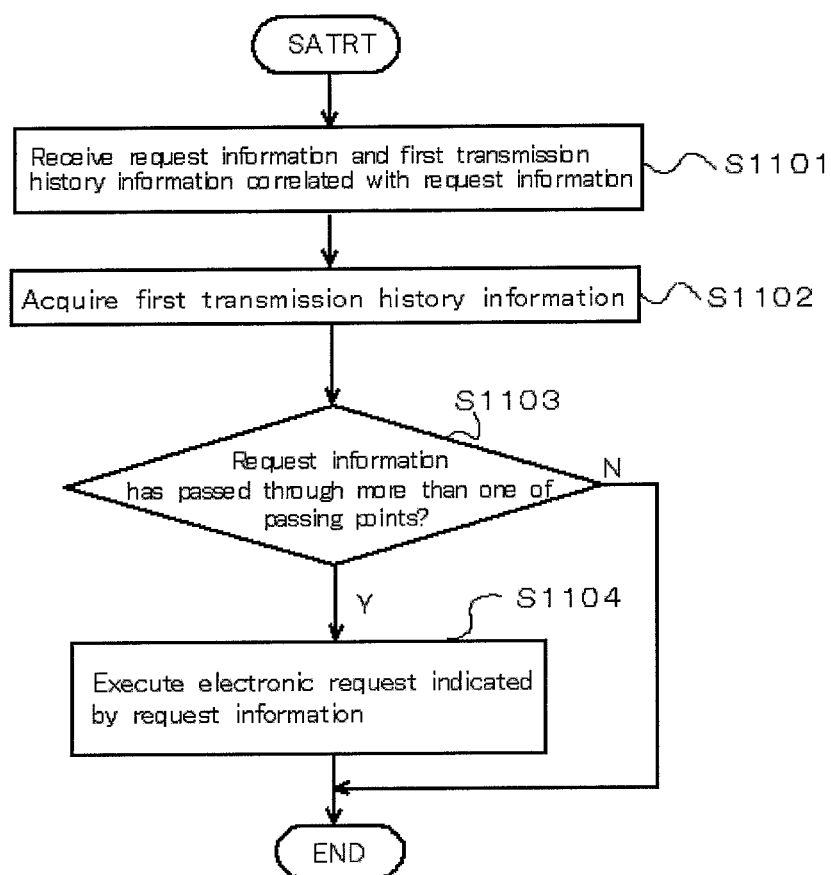 SATRT
Receive request information and first transmission
history information correlated with request information
S1101
Acquire first transmission history information
S1102
S1103
Request information
has passed through more than one of
passing points?
N
Y
S1104
Execute electronic request indicated
by request information
END